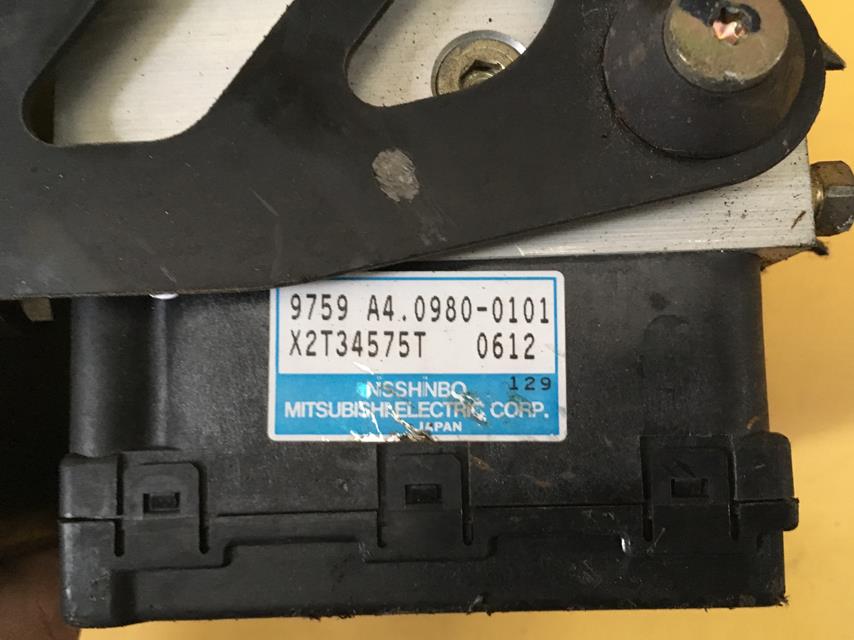 9759 A4.0980-0101
X2T34575T 0612
129
NISSHINBO
MITSUBISHI ELECTRIC CORP.
JAPAN